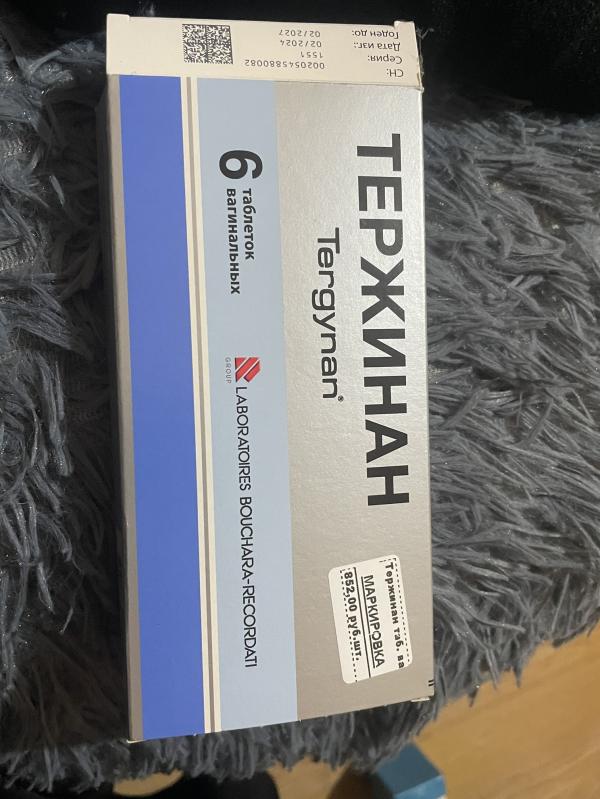 СН: 002054588082
Серия: 1551
Дата изг.: 02/2024
Годен до: 02/2027
ТЕРЖИНАН
Tergynan®
6 таблеток
вагинальных
GROUP
LABORATOIRES BOUCHARA-RECORDATI
Тержинан таб. ва
МАРКИРОВКА
852,00 руб.шт.